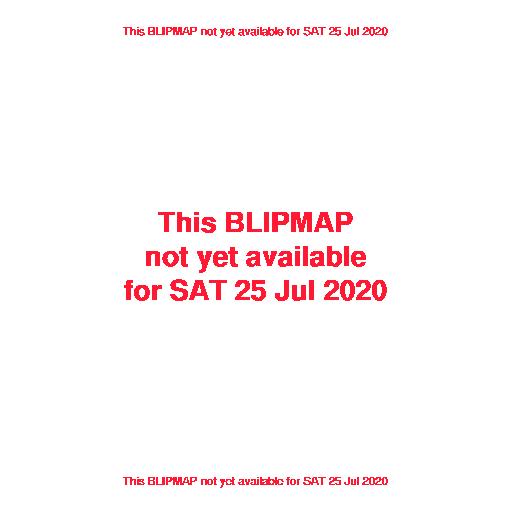 This BLIPMAP not yet available for SAT 25 Jul 2020
This BLIPMAP
not yet available
for SAT 25 Jul 2020
This BLIPMAP not yet available for SAT 25 Jul 2020